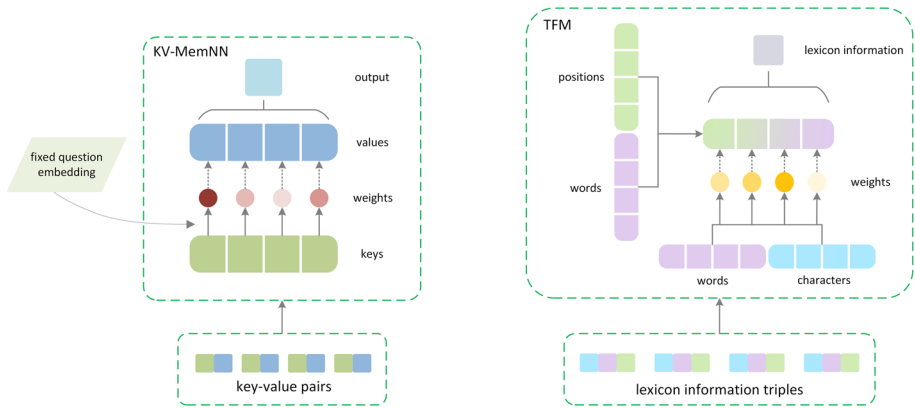 KV-MemNN
output
values
fixed question
embedding
weights
keys
key-value pairs
TFM
lexicon information
positions
words
weights
words
characters
lexicon information triples